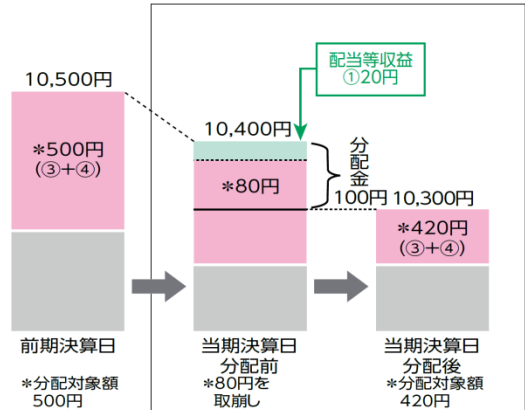 配当等収益
①20円
10,500円
10,400円
*500円
(③+④)
*80円
分配金
100円
10,300円
*420円
(③+④)
前期決算日
当期決算日
分配前
当期決算日
分配後
*分配対象額
500円
*80円を
取崩し
*分配対象額
420円